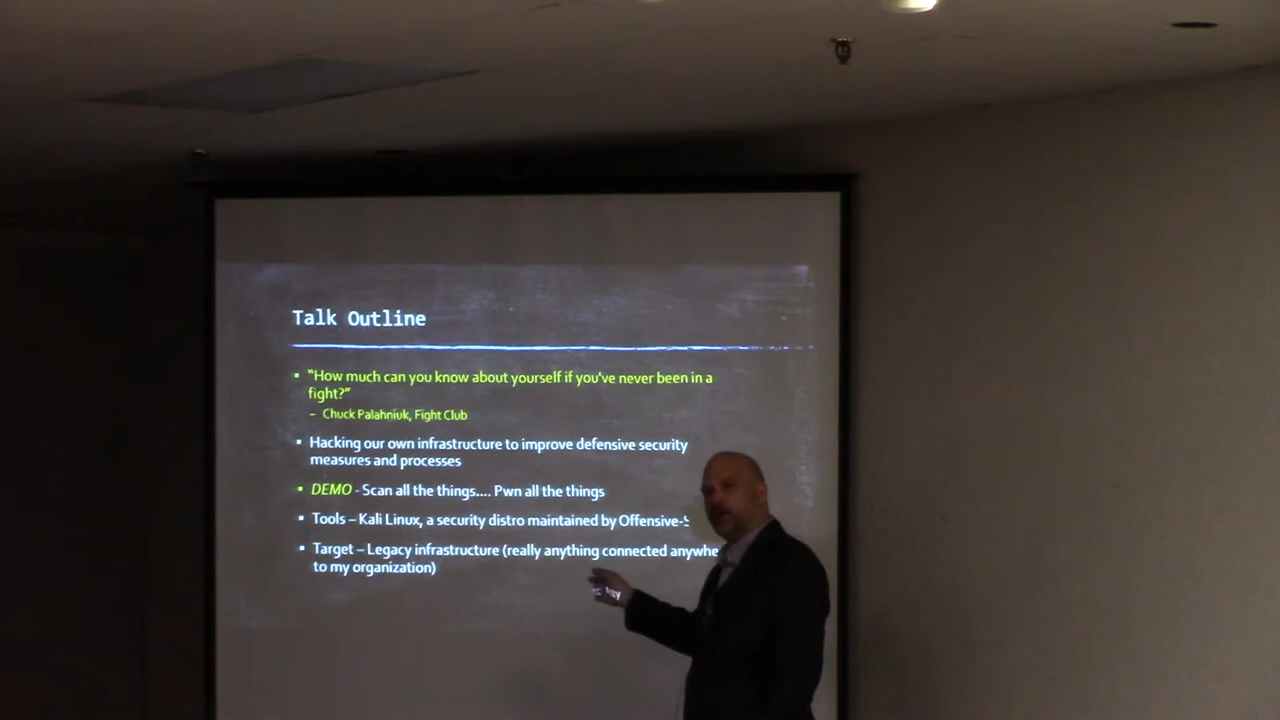 Talk Outline
▪ "How much can you know about yourself if you've never been in a
fight?"
– Chuck Palahniuk, Fight Club
▪ Hacking our own infrastructure to improve defensive security
measures and processes
▪ DEMO - Scan all the things.... Pwn all the things
▪ Tools – Kali Linux, a security distro maintained by Offensive-
▪ Target – Legacy infrastructure (really anything connected
to my organization)